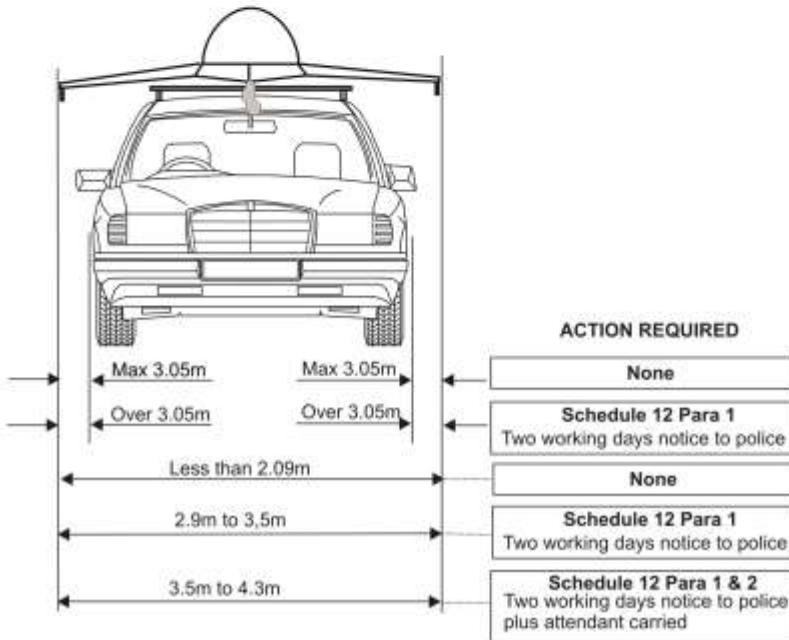 ACTION REQUIRED
Max 3.05m Max 3.05m None
Over 3.05m Over 3.05m Schedule 12 Para 1
Two working days notice to police
Less than 2.09m None
2.9m to 3,5m Schedule 12 Para 1
Two working days notice to police
3.5m to 4.3m Schedule 12 Para 1 & 2
Two working days notice to police
plus attendant carried